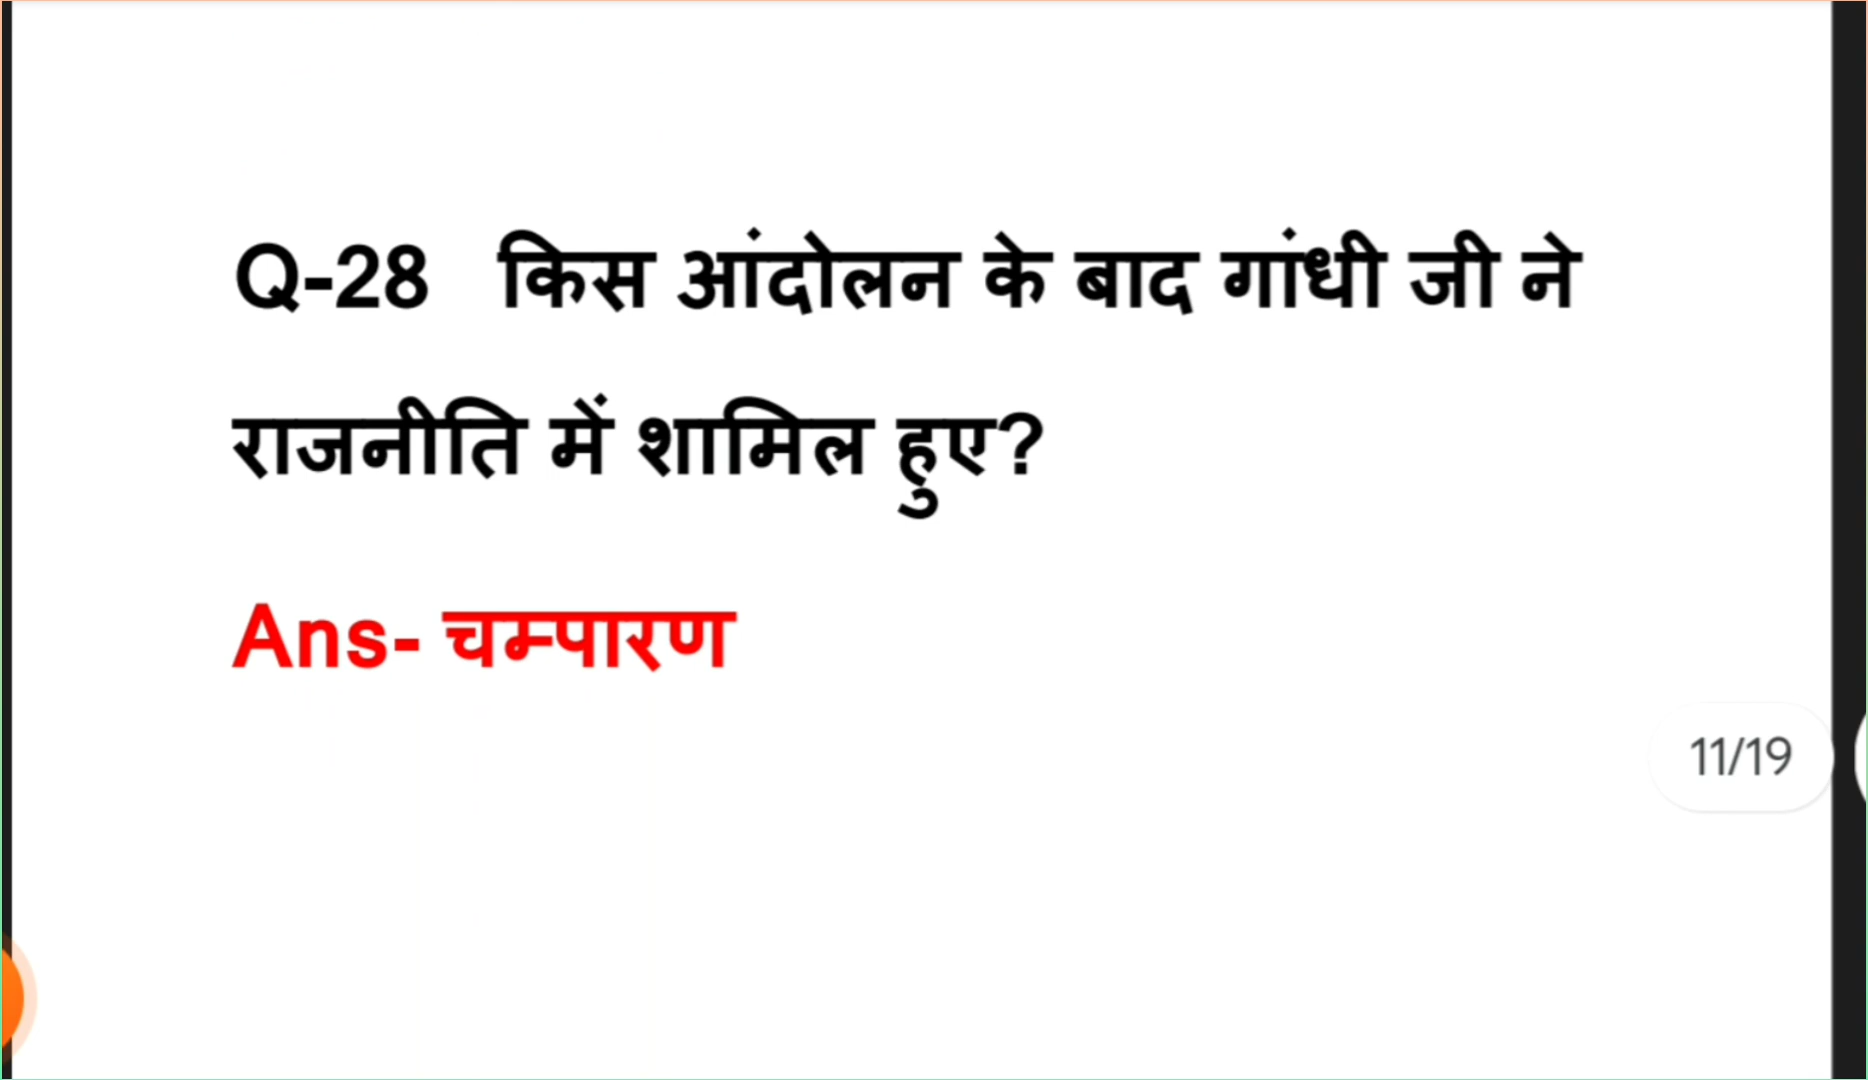 Q-28 किस आंदोलन के बाद गांधी जी ने
राजनीति में शामिल हुए?
Ans- चम्पारण
11/19